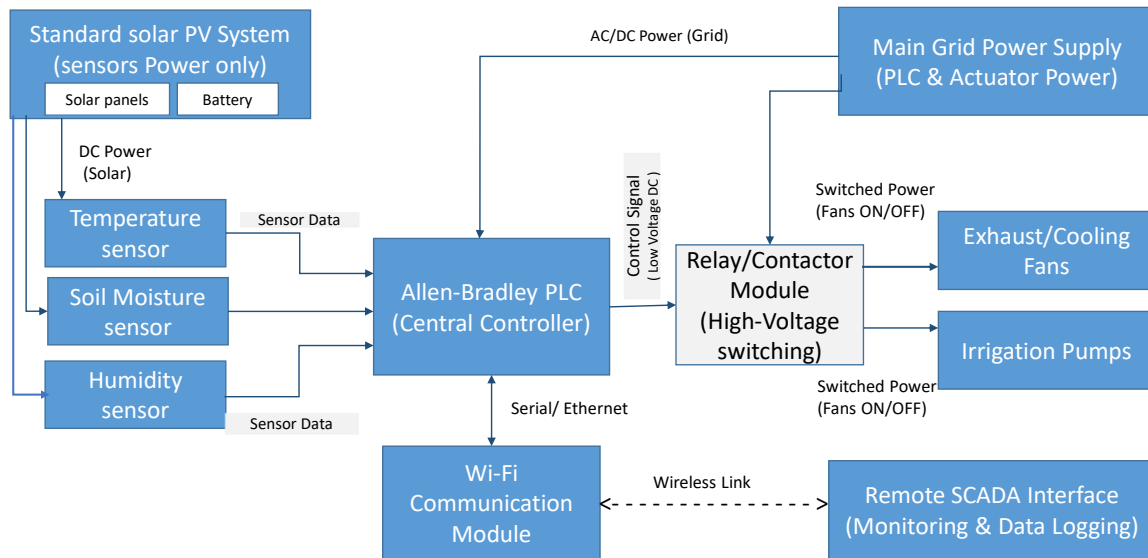 Standard solar PV System
(sensors Power only)
Solar panels
Battery
AC/DC Power (Grid)
Main Grid Power Supply
(PLC & Actuator Power)
DC Power
(Solar)
Temperature
sensor
Sensor Data
Soil Moisture
sensor
Humidity
sensor
Sensor Data
Allen-Bradley PLC
(Central Controller)
Control Signal
( Low Voltage DC )
Relay/Contactor
Module
(High-Voltage
switching)
Switched Power
(Fans ON/OFF)
Exhaust/Cooling
Fans
Irrigation Pumps
Switched Power
(Fans ON/OFF)
Serial/ Ethernet
Wi-Fi
Communication
Module
Wireless Link
Remote SCADA Interface
(Monitoring & Data Logging)